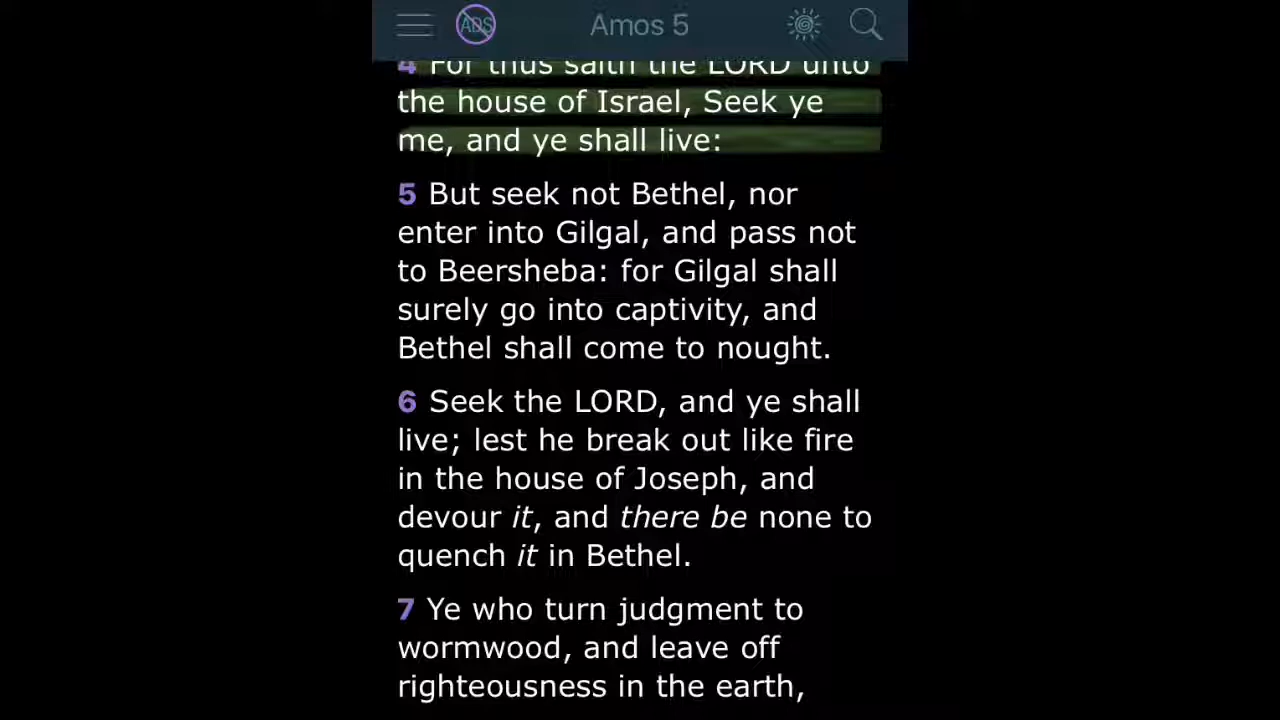 ADS
Amos 5
4 For thus saith the LORD unto
the house of Israel, Seek ye
me, and ye shall live:
5 But seek not Bethel, nor
enter into Gilgal, and pass not
to Beersheba: for Gilgal shall
surely go into captivity, and
Bethel shall come to nought.
6 Seek the LORD, and ye shall
live; lest he break out like fire
in the house of Joseph, and
devour it, and there be none to
quench it in Bethel.
7 Ye who turn judgment to
wormwood, and leave off
righteousness in the earth,